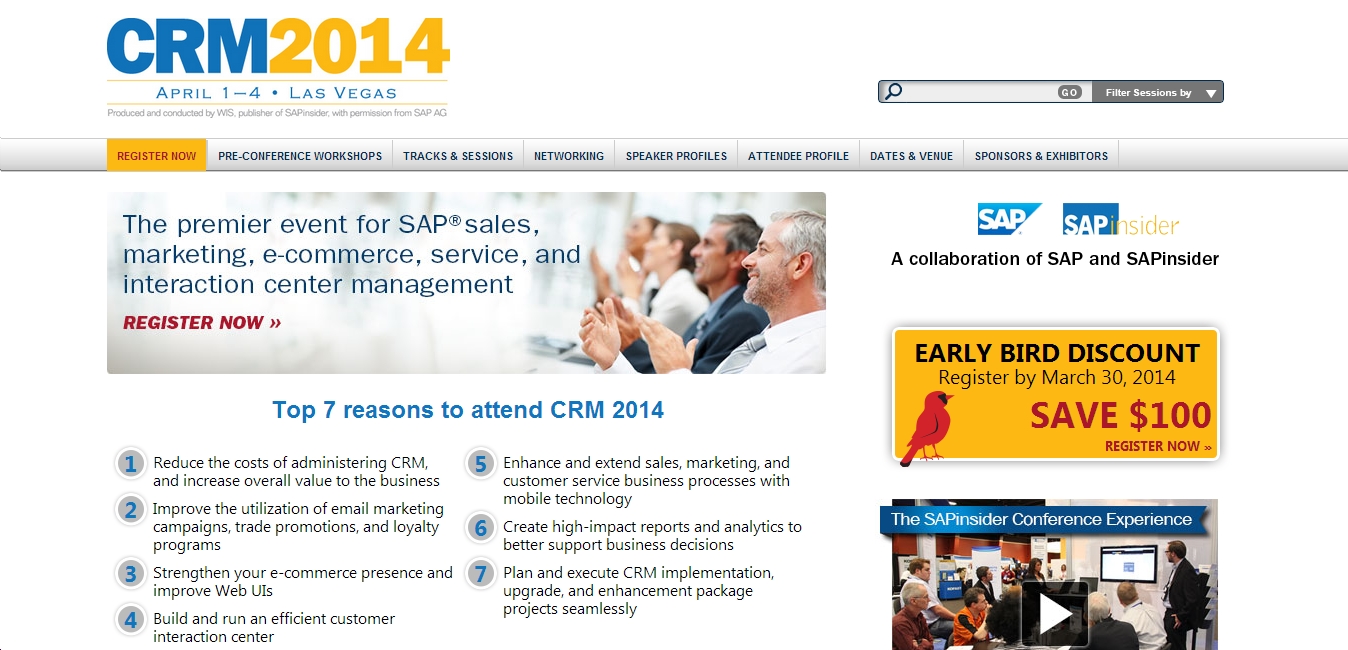 CRM2014
APRIL 1–4 • LAS VEGAS
Produced and conducted by WIS, publisher of SAPinsider, with permission from SAP AG
GO
Filter Sessions by
REGISTER NOW
PRE-CONFERENCE WORKSHOPS
TRACKS & SESSIONS
NETWORKING
SPEAKER PROFILES
ATTENDEE PROFILE
DATES & VENUE
SPONSORS & EXHIBITORS
The premier event for SAP® sales,
marketing, e-commerce, service, and
interaction center management
REGISTER NOW »
SAP
SAPinsider
A collaboration of SAP and SAPinsider
EARLY BIRD DISCOUNT
Register by March 30, 2014
SAVE $100
REGISTER NOW »
Top 7 reasons to attend CRM 2014
1 Reduce the costs of administering CRM,
and increase overall value to the business
2 Improve the utilization of email marketing
campaigns, trade promotions, and loyalty
programs
3 Strengthen your e-commerce presence and
improve Web UIs
4 Build and run an efficient customer
interaction center
5 Enhance and extend sales, marketing, and
customer service business processes with
mobile technology
6 Create high-impact reports and analytics to
better support business decisions
7 Plan and execute CRM implementation,
upgrade, and enhancement package
projects seamlessly
The SAPinsider Conference Experience